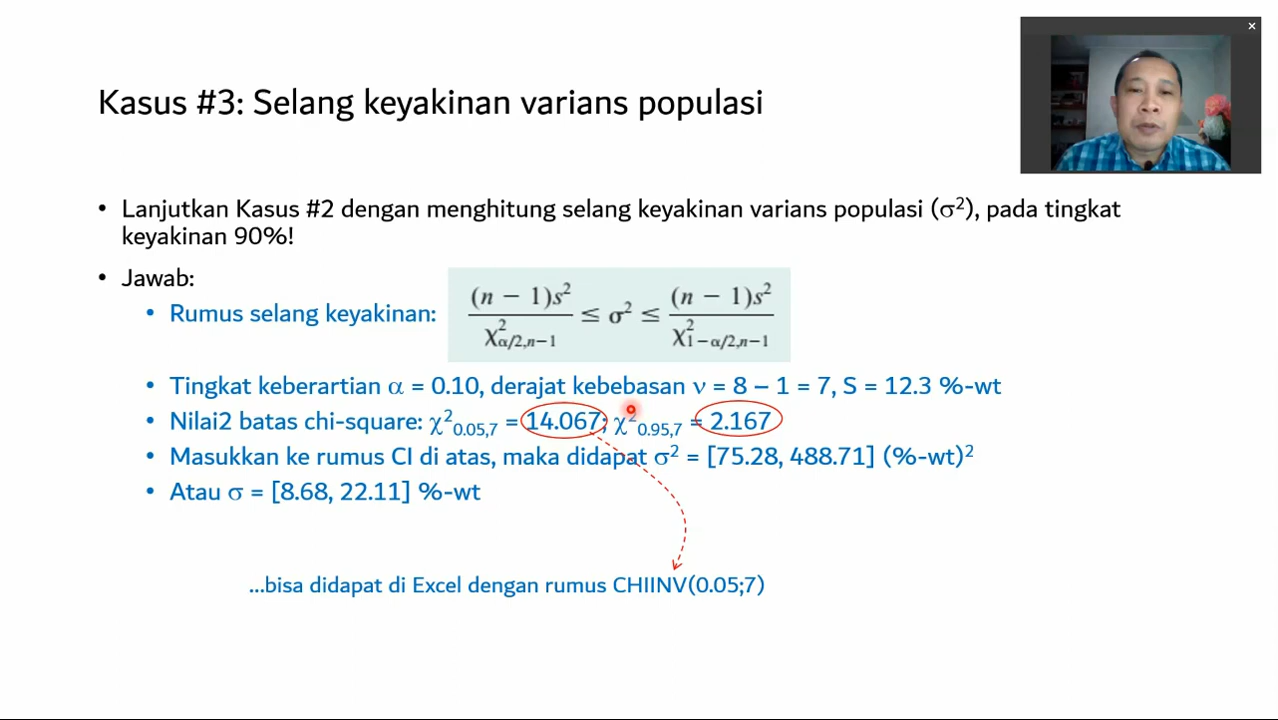 Kasus #3: Selang keyakinan varians populasi
• Lanjutkan Kasus #2 dengan menghitung selang keyakinan varians populasi (σ²), pada tingkat
keyakinan 90%!
• Jawab:
• Rumus selang keyakinan: (n − 1)s² / χ²α/2,n−1 ≤ σ² ≤ (n − 1)s² / χ²1−α/2,n−1
• Tingkat keberartian α = 0.10, derajat kebebasan ν = 8 – 1 = 7, S = 12.3 %-wt
• Nilai2 batas chi-square: χ²0.05,7 = 14.067; χ²0.95,7 = 2.167
• Masukkan ke rumus CI di atas, maka didapat σ² = [75.28, 488.71] (%-wt)²
• Atau σ = [8.68, 22.11] %-wt
...bisa didapat di Excel dengan rumus CHIINV(0.05;7)